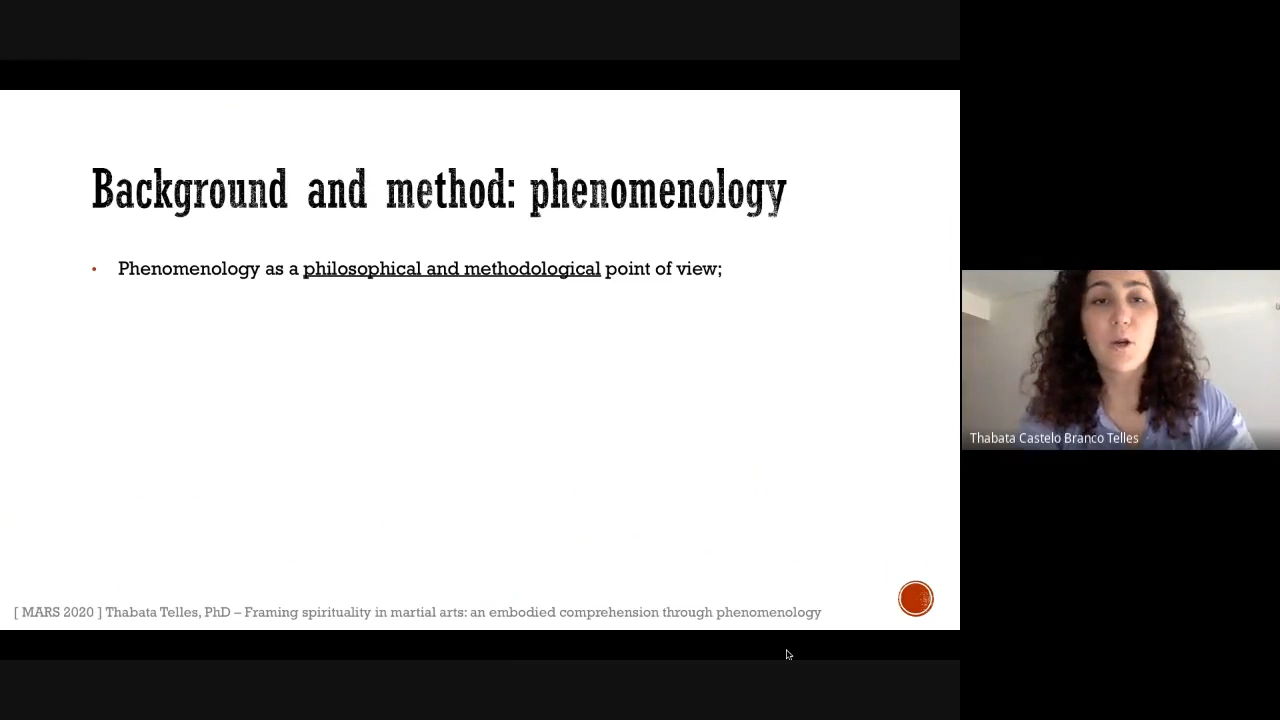 Background and method: phenomenology
• Phenomenology as a philosophical and methodological point of view;
Thabata Castelo Branco Telles
[ MARS 2020 ] Thabata Telles, PhD – Framing spirituality in martial arts: an embodied comprehension through phenomenology